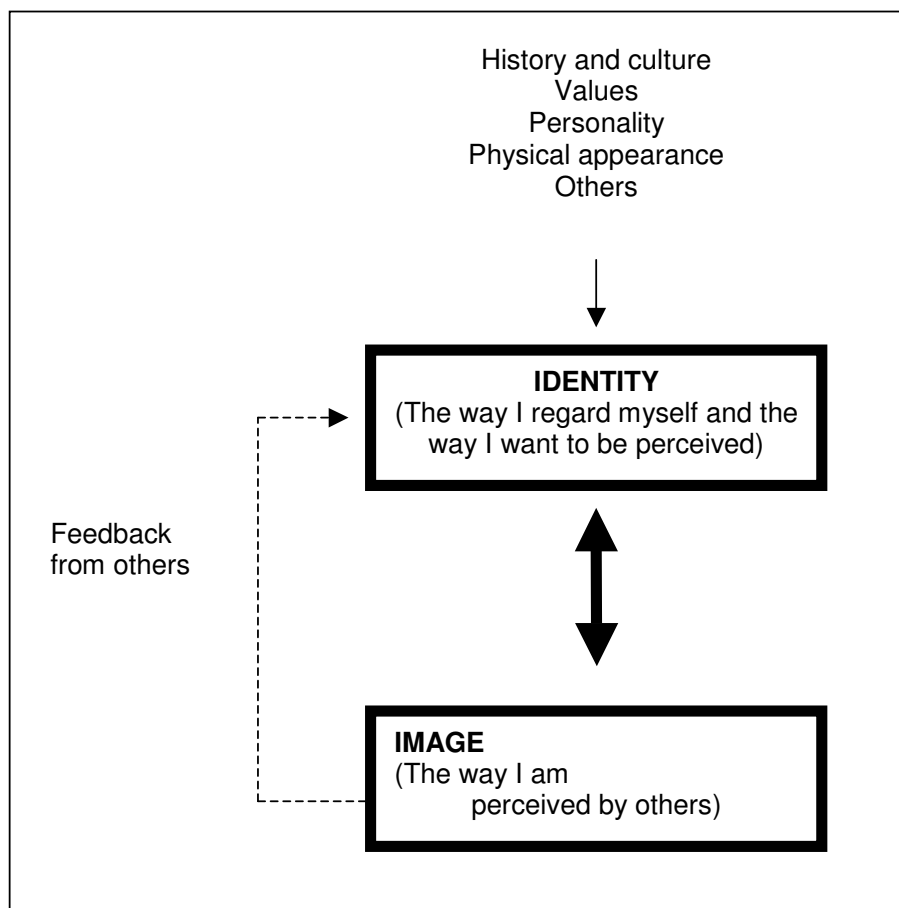 History and culture
Values
Personality
Physical appearance
Others
IDENTITY
(The way I regard myself and the
way I want to be perceived)
Feedback
from others
IMAGE
(The way I am
perceived by others)